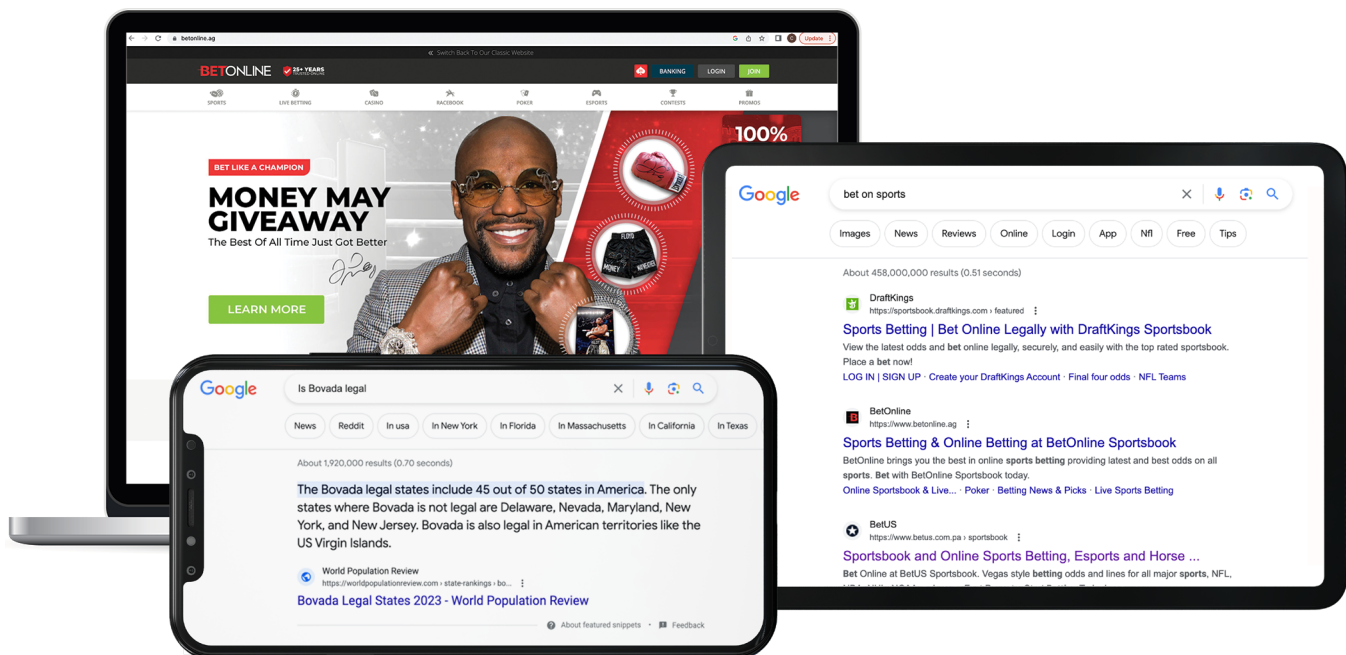 betonline.ag
Update
Switch Back To Our Classic Website
BETONLINE
25+ YEARS
TRUSTED ONLINE
BANKING
LOGIN
JOIN
SPORTS
LIVE BETTING
CASINO
RACEBOOK
POKER
ESPORTS
CONTESTS
PROMOS
BET LIKE A CHAMPION
MONEY MAY
GIVEAWAY
The Best Of All Time Just Got Better
LEARN MORE
100%
FLOYD
MONEY
Google
bet on sports
Images
News
Reviews
Online
Login
App
Nfl
Free
Tips
About 458,000,000 results (0.51 seconds)
DraftKings
https://sportsbook.draftkings.com › featured
Sports Betting | Bet Online Legally with DraftKings Sportsbook
View the latest odds and bet online legally, securely, and easily with the top rated sportsbook.
Place a bet now!
LOG IN | SIGN UP · Create your DraftKings Account · Final four odds · NFL Teams
BetOnline
https://www.betonline.ag
Sports Betting & Online Betting at BetOnline Sportsbook
BetOnline brings you the best in online sports betting providing latest and best odds on all
sports. Bet with BetOnline Sportsbook today.
Online Sportsbook & Live... · Poker · Betting News & Picks · Live Sports Betting
BetUS
https://www.betus.com.pa › sportsbook
Sportsbook and Online Sports Betting, Esports and Horse ...
Bet Online at BetUS Sportsbook. Vegas style betting odds and lines for all major sports, NFL,
Google
Is Bovada legal
News
Reddit
In usa
In New York
In Florida
In Massachusetts
In California
In Texas
About 1,920,000 results (0.70 seconds)
The Bovada legal states include 45 out of 50 states in America. The only
states where Bovada is not legal are Delaware, Nevada, Maryland, New
York, and New Jersey. Bovada is also legal in American territories like the
US Virgin Islands.
World Population Review
https://worldpopulationreview.com › state-rankings › bo...
Bovada Legal States 2023 - World Population Review
About featured snippets
Feedback